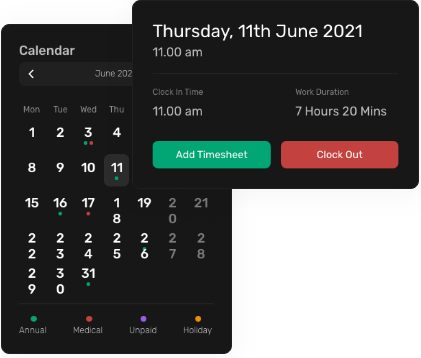 Calendar
June 202
Mon Tue Wed Thu
1 2 3 4
8 9 10 11
15 16 17 18 19 20 21
22 23 24 25 26 27 28
29 30 31
Annual Medical Unpaid Holiday
Thursday, 11th June 2021
11.00 am
Clock In Time Work Duration
11.00 am 7 Hours 20 Mins
Add Timesheet Clock Out